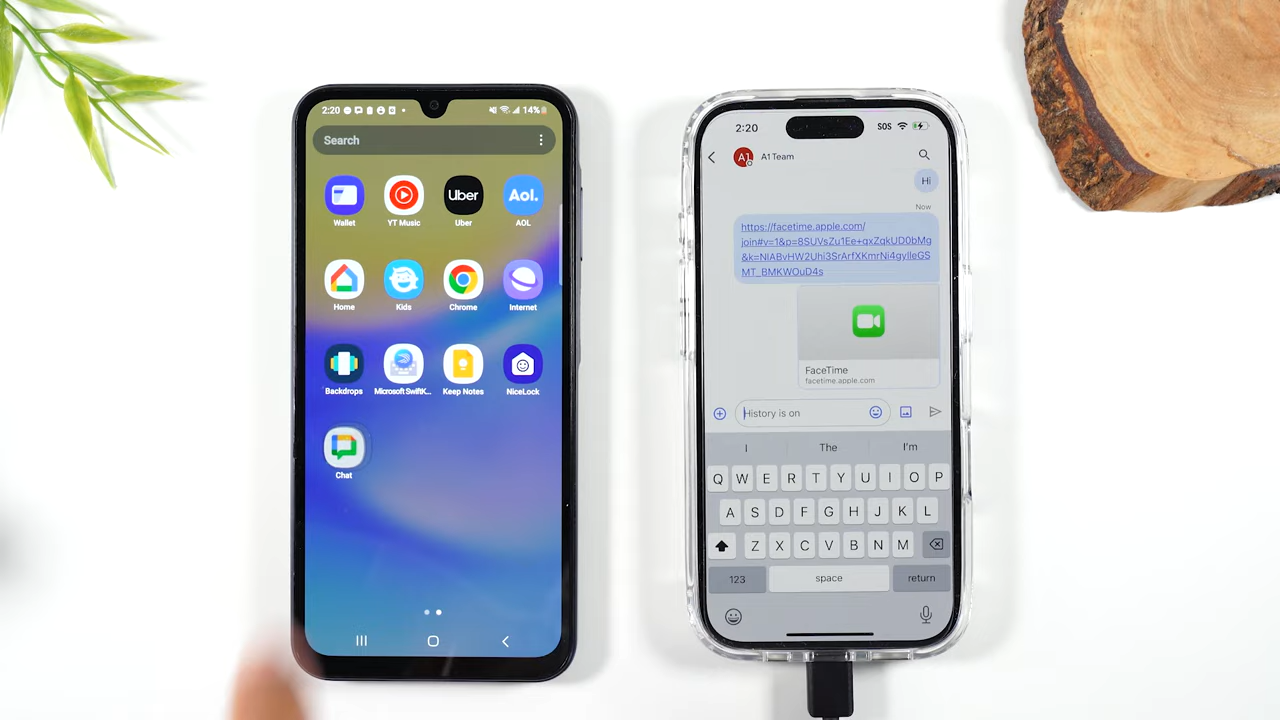 2:20
14%
Search
Wallet
YT Music
Uber
Uber
Aol.
AOL
Home
Kids
Chrome
Internet
Backdrops
Microsoft SwiftK...
Keep Notes
NiceLock
Chat
2:20
SOS
A1
A1 Team
Hi
Now
https://facetime.apple.com/
join#v=1&p=8SUVsZu1Ee+qxZqkUD0bMg
&k=NIABvHW2Uhi3SrArfXKmrNi4gylleGS
MT_BMKWOuD4s
FaceTime
facetime.apple.com
History is on
I The I'm
Q W E R T Y U I O P
A S D F G H J K L
Z X C V B N M
123 space return